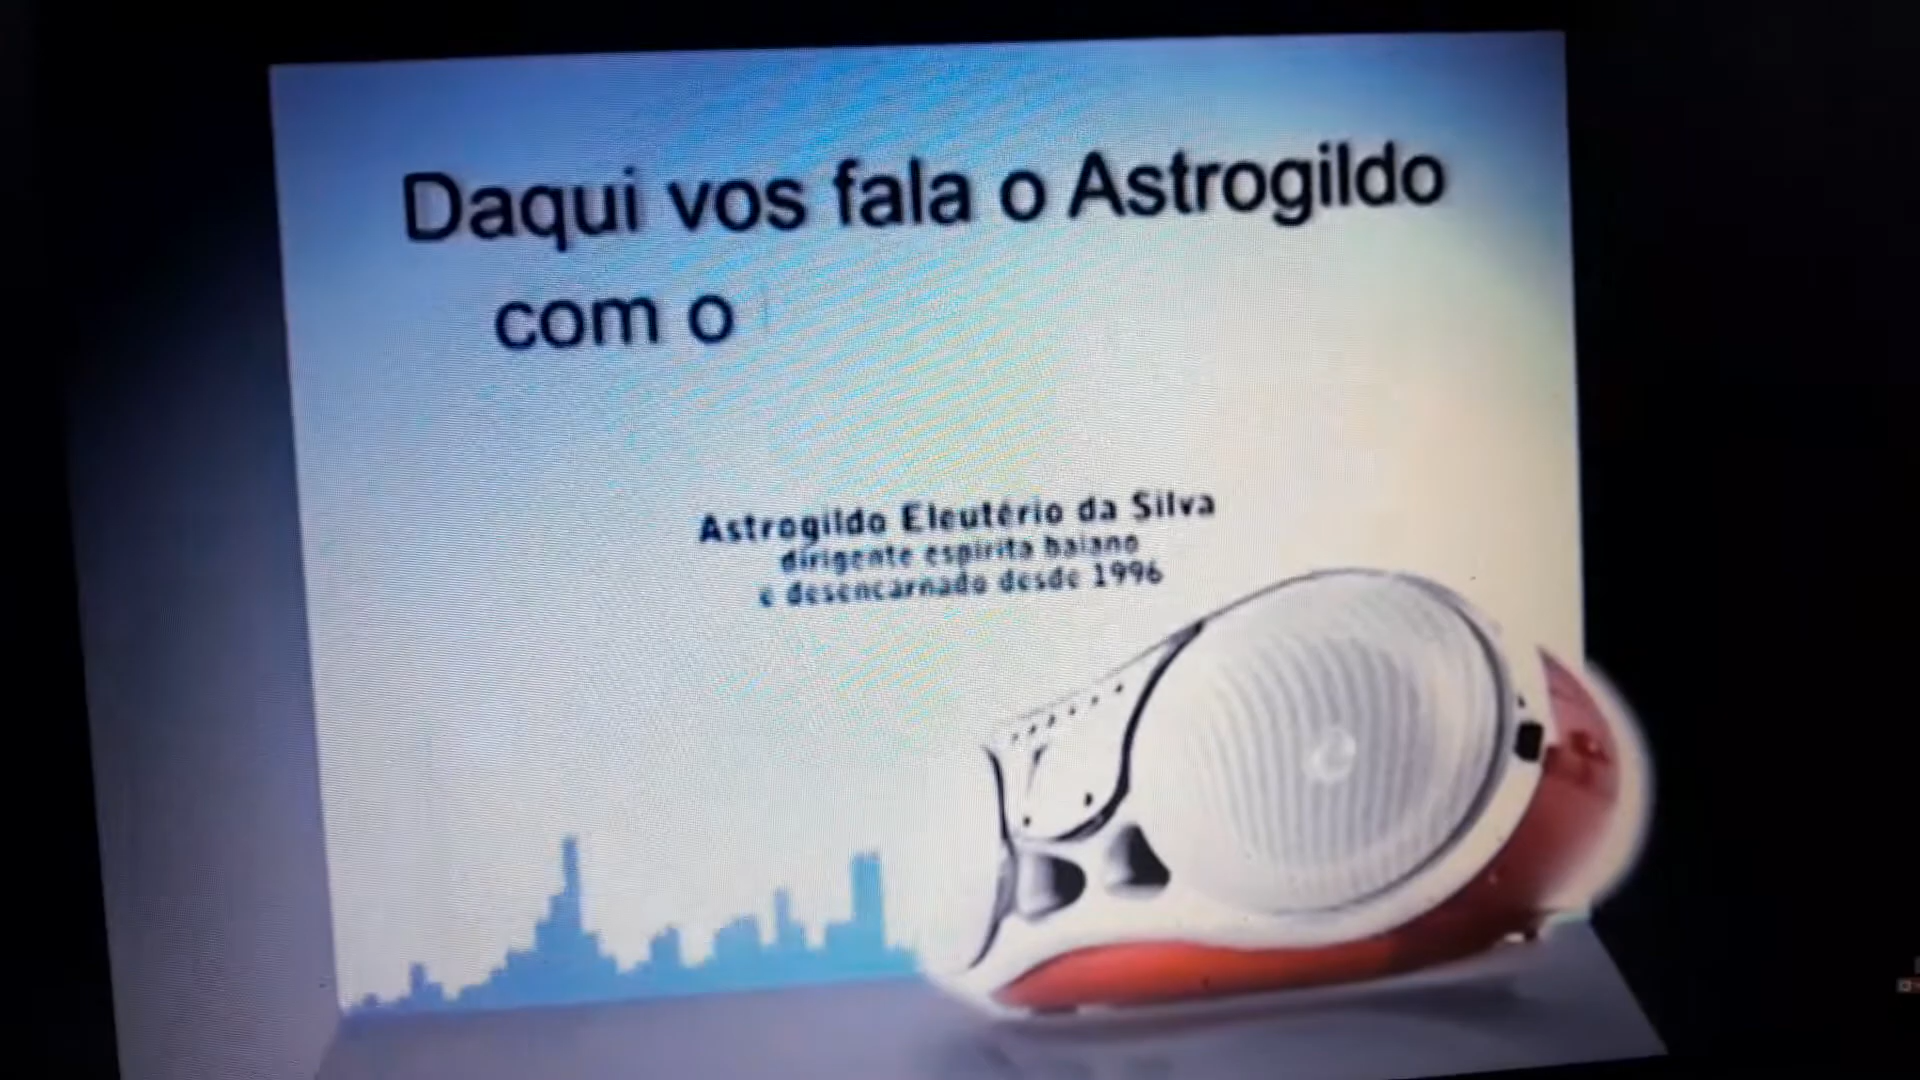 Daqui vos fala o Astrogildo
com o
Astrogildo Eleutério da Silva
dirigente espírita baiano
e desencarnado desde 1996